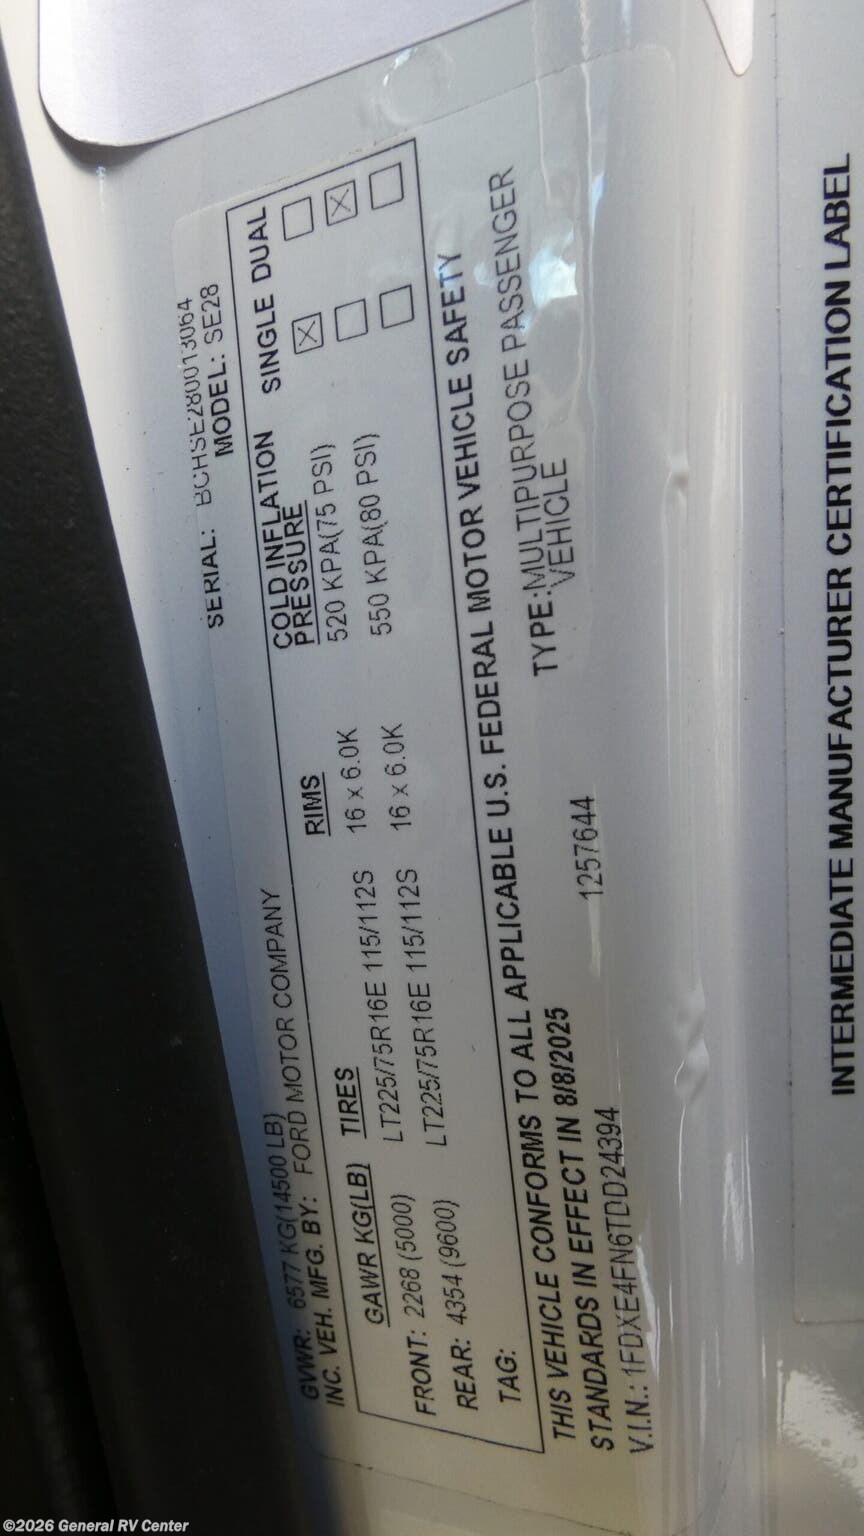 SERIAL: BCHSE280013064
MODEL: SE28
GVWR: 6577 KG(14500 LB)
INC. VEH. MFG. BY: FORD MOTOR COMPANY
GAWR KG(LB) TIRES RIMS COLD INFLATION PRESSURE SINGLE DUAL
FRONT: 2268 (5000) LT225/75R16E 115/112S 16 x 6.0K 520 KPA(75 PSI)
REAR: 4354 (9600) LT225/75R16E 115/112S 16 x 6.0K 550 KPA(80 PSI)
TAG:
THIS VEHICLE CONFORMS TO ALL APPLICABLE U.S. FEDERAL MOTOR VEHICLE SAFETY
STANDARDS IN EFFECT IN 8/8/2025
TYPE:MULTIPURPOSE PASSENGER
VEHICLE
V.I.N.: 1FDXE4FN6TDD24394
1257644
INTERMEDIATE MANUFACTURER CERTIFICATION LABEL
©2026 General RV Center